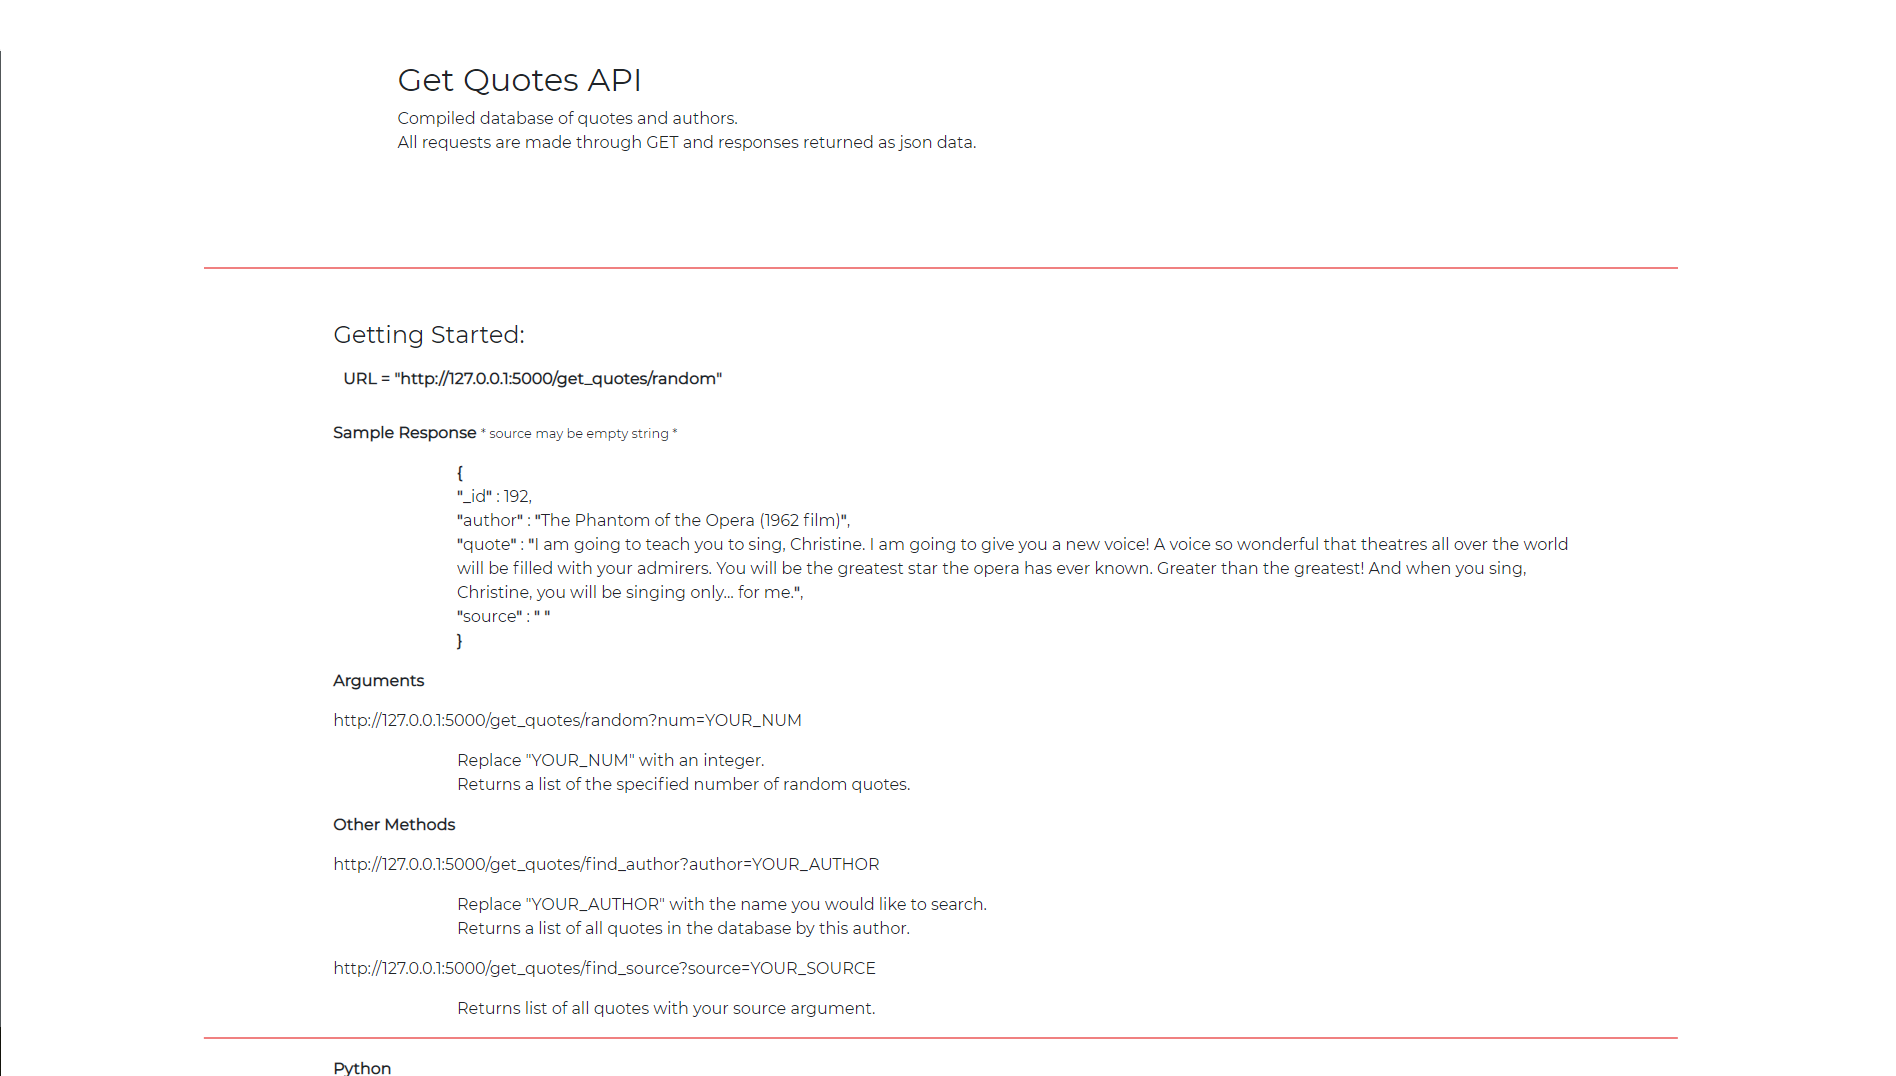 Get Quotes API
Compiled database of quotes and authors.
All requests are made through GET and responses returned as json data.
Getting Started:
URL = "http://127.0.0.1:5000/get_quotes/random"
Sample Response * source may be empty string *
{
"_id" : 192,
"author" : "The Phantom of the Opera (1962 film)",
"quote" : "I am going to teach you to sing, Christine. I am going to give you a new voice! A voice so wonderful that theatres all over the world
will be filled with your admirers. You will be the greatest star the opera has ever known. Greater than the greatest! And when you sing,
Christine, you will be singing only... for me.",
"source" : " "
}
Arguments
http://127.0.0.1:5000/get_quotes/random?num=YOUR_NUM
Replace "YOUR_NUM" with an integer.
Returns a list of the specified number of random quotes.
Other Methods
http://127.0.0.1:5000/get_quotes/find_author?author=YOUR_AUTHOR
Replace "YOUR_AUTHOR" with the name you would like to search.
Returns a list of all quotes in the database by this author.
http://127.0.0.1:5000/get_quotes/find_source?source=YOUR_SOURCE
Returns list of all quotes with your source argument.
Python